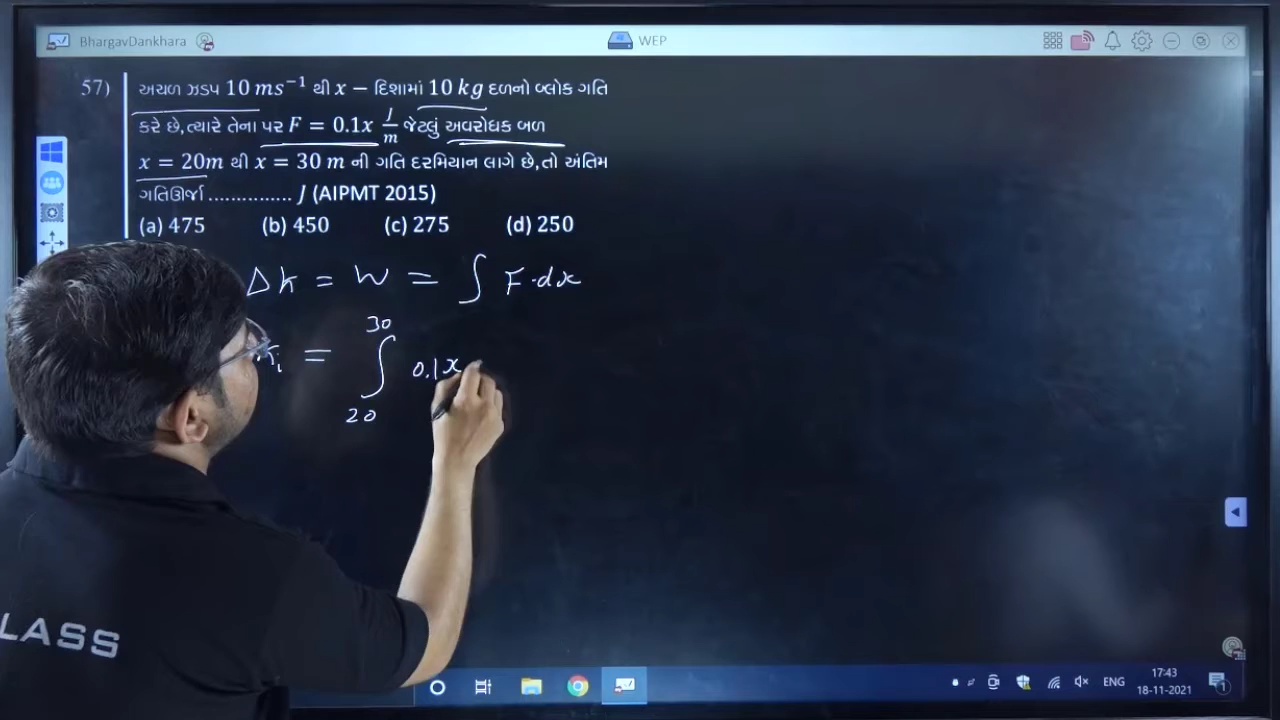 BhargavDankhara
WEP
57) અચળ ઝડપ 10 ms⁻¹ થી x − દિશામાં 10 kg દળનો બ્લોક ગતિ
કરે છે,ત્યારે તેના પર F = 0.1x J/m જેટલું અવરોધક બળ
x = 20m થી x = 30 m ની ગતિ દરમિયાન લાગે છે,તો અંતિમ
ગતિઊર્જા ............... J (AIPMT 2015)
(a) 475 (b) 450 (c) 275 (d) 250
Δk = W = ∫ F·dx
i = ∫ 30 20 0.1x
LASS
ENG
17:43
18-11-2021
1